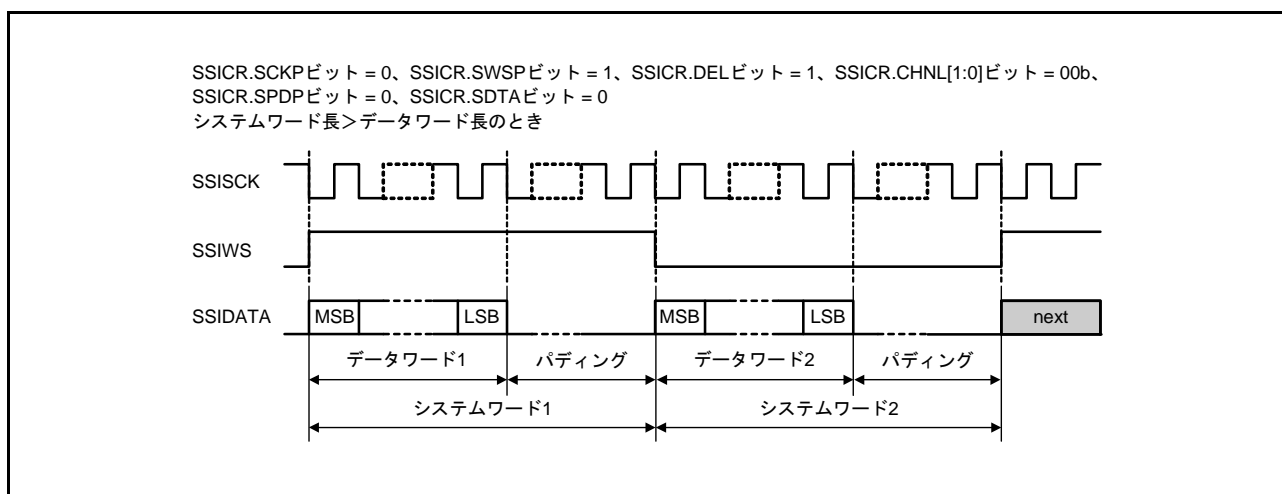 SSICR.SCKPビット = 0、SSICR.SWSPビット = 1、SSICR.DELビット = 1、SSICR.CHNL[1:0]ビット = 00b、
SSICR.SPDPビット = 0、SSICR.SDTAビット = 0
システムワード長>データワード長のとき
SSISCK
SSIWS
SSIDATA MSB LSB MSB LSB next
データワード1 パディング データワード2 パディング
システムワード1 システムワード2